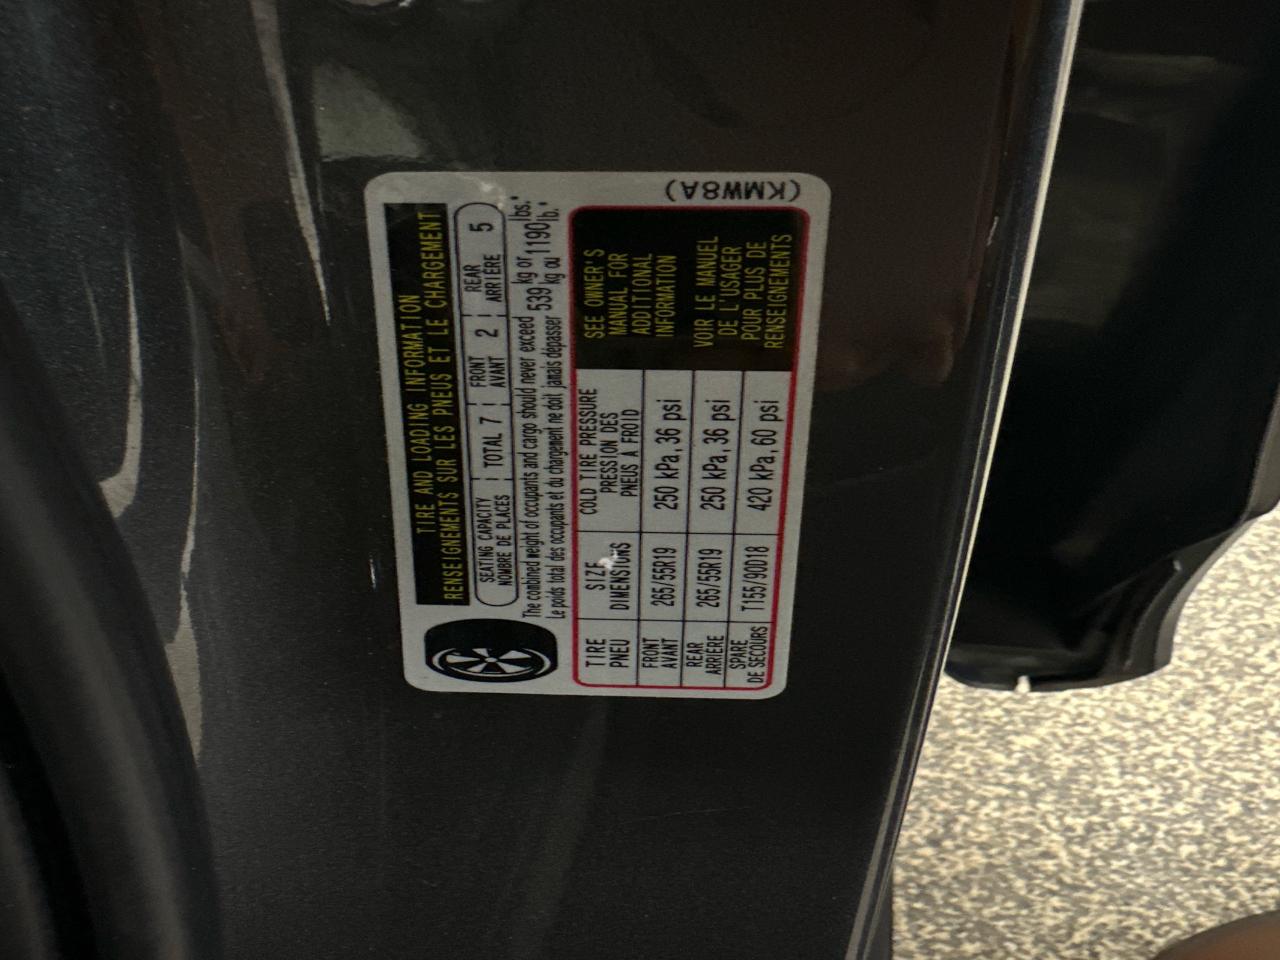 TIRE AND LOADING INFORMATION
RENSEIGNEMENTS SUR LES PNEUS ET LE CHARGEMENT
SEATING CAPACITY TOTAL 7 FRONT 2 REAR 5
NOMBRE DE PLACES AVANT ARRIÈRE
The combined weight of occupants and cargo should never exceed 539 kg or 1190 lbs.
Le poids total des occupants et du chargement ne doit jamais dépasser 539 kg ou 1190 lb.
TIRE SIZE COLD TIRE PRESSURE
PNEU DIMENSIONS PRESSION DES
PNEUS À FROID
FRONT 265/55R19 250 kPa, 36 psi
AVANT
REAR 265/55R19 250 kPa, 36 psi
ARRIÈRE
SPARE T155/90D18 420 kPa, 60 psi
DE SECOURS
SEE OWNER'S
MANUAL FOR
ADDITIONAL
INFORMATION
VOIR LE MANUEL
DE L'USAGER
POUR PLUS DE
RENSEIGNEMENTS
(KMW8A)